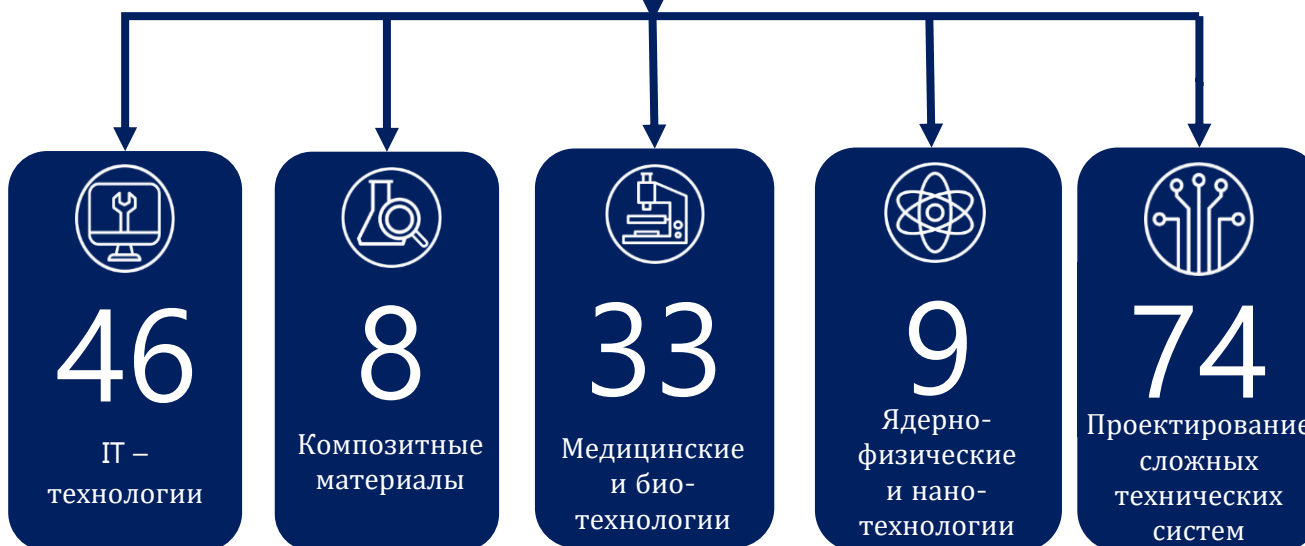 46
IT –
технологии
8
Композитные
материалы
33
Медицинские
и био-
технологии
9
Ядерно-
физические
и нано-
технологии
74
Проектирование
сложных
технических
систем